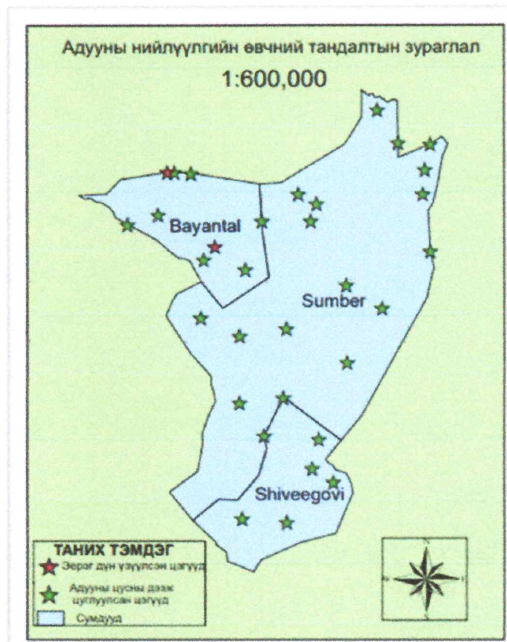 Адууны нийлүүлгийн өвчний тандалтын зураглал
1:600,000
Bayantal
Sumber
Shiveegovi
ТАНИХ ТЭМДЭГ
Эерэг дүн үзүүлсэн цэгүүд
Адууны цусны дээж
цуглуулсан цэгүүд
Сумдууд